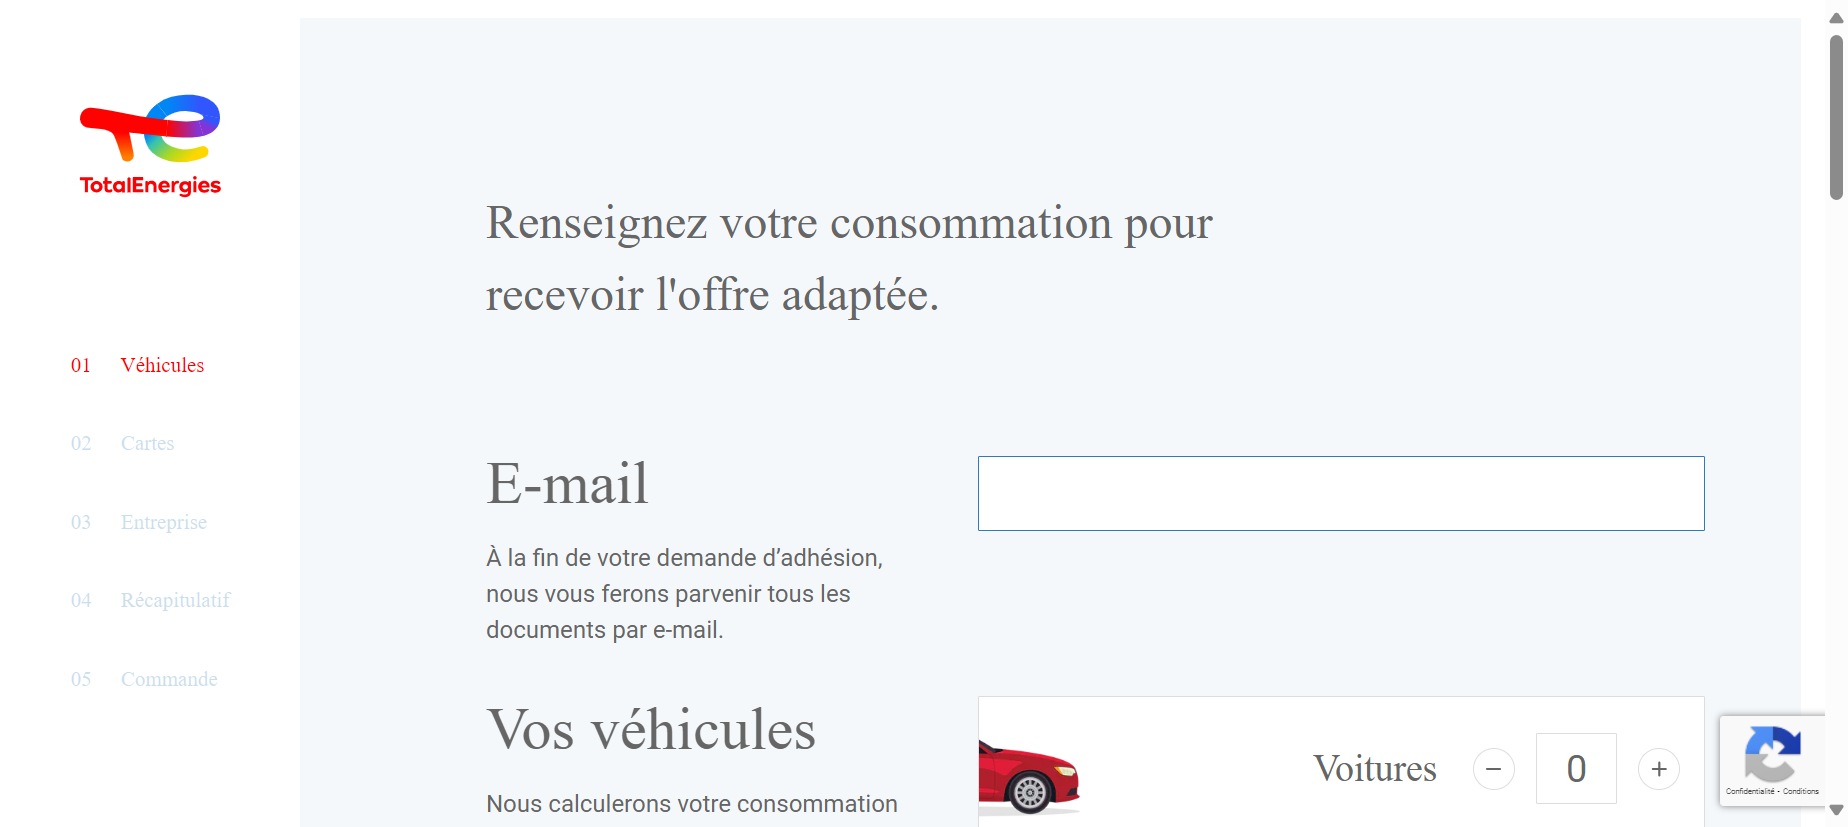 TotalEnergies
01 Véhicules
02 Cartes
03 Entreprise
04 Récapitulatif
05 Commande
Renseignez votre consommation pour
recevoir l'offre adaptée.
E-mail
À la fin de votre demande d’adhésion,
nous vous ferons parvenir tous les
documents par e-mail.
Vos véhicules
Nous calculerons votre consommation
Voitures − 0 +
Confidentialité - Conditions